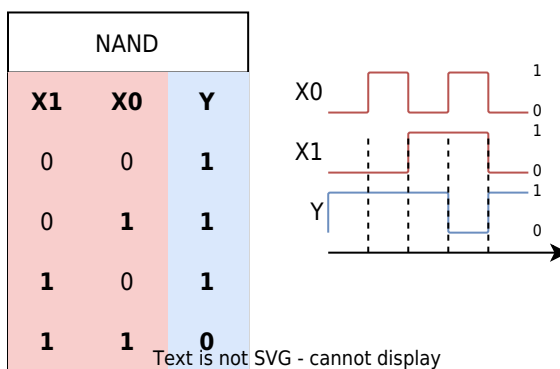 NAND
X1 X0 Y
0 0 1
0 1 1
1 0 1
1 1 0
X0 1
0
X1 1
0
Y 1
0
Text is not SVG - cannot display